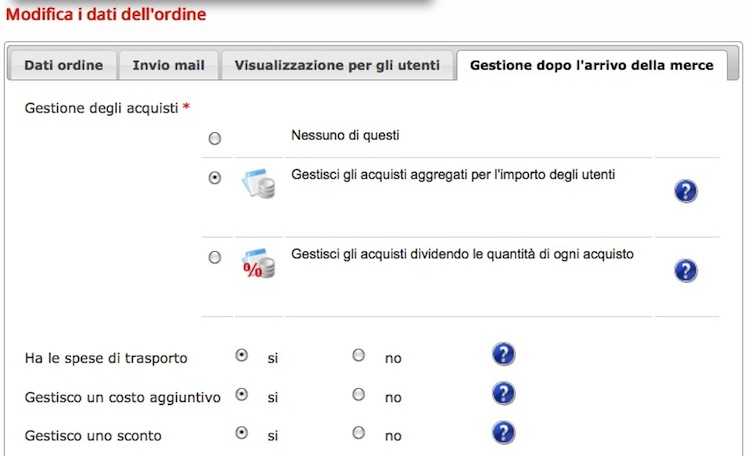 Modifica i dati dell'ordine
Dati ordine Invio mail Visualizzazione per gli utenti Gestione dopo l'arrivo della merce
Gestione degli acquisti *
Nessuno di questi
Gestisci gli acquisti aggregati per l'importo degli utenti
?
% Gestisci gli acquisti dividendo le quantità di ogni acquisto
?
Ha le spese di trasporto si no ?
Gestisco un costo aggiuntivo si no ?
Gestisco uno sconto si no ?